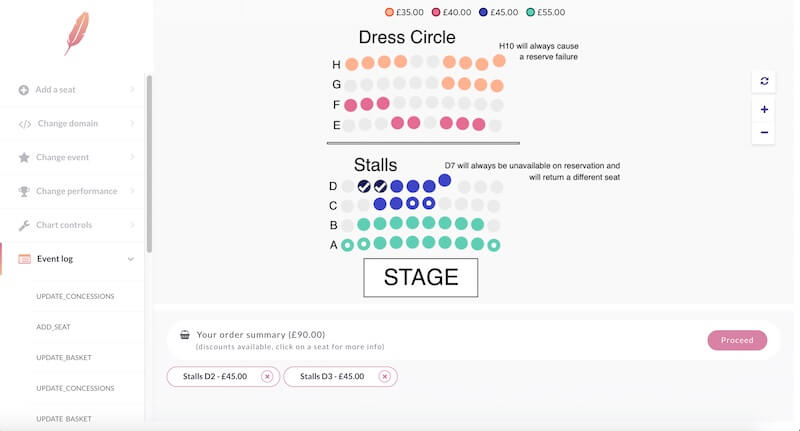 £35.00 £40.00 £45.00 £55.00
Dress Circle
H10 will always cause
a reserve failure
H
G
F
E
Stalls
D7 will always be unavailable on reservation and
will return a different seat
D
C
B
A
STAGE
Add a seat
Change domain
Change event
Change performance
Chart controls
Event log
UPDATE_CONCESSIONS
ADD_SEAT
UPDATE_BASKET
UPDATE_CONCESSIONS
UPDATE_BASKET
Your order summary (£90.00)
(discounts available, click on a seat for more info)
Proceed
Stalls D2 - £45.00
Stalls D3 - £45.00